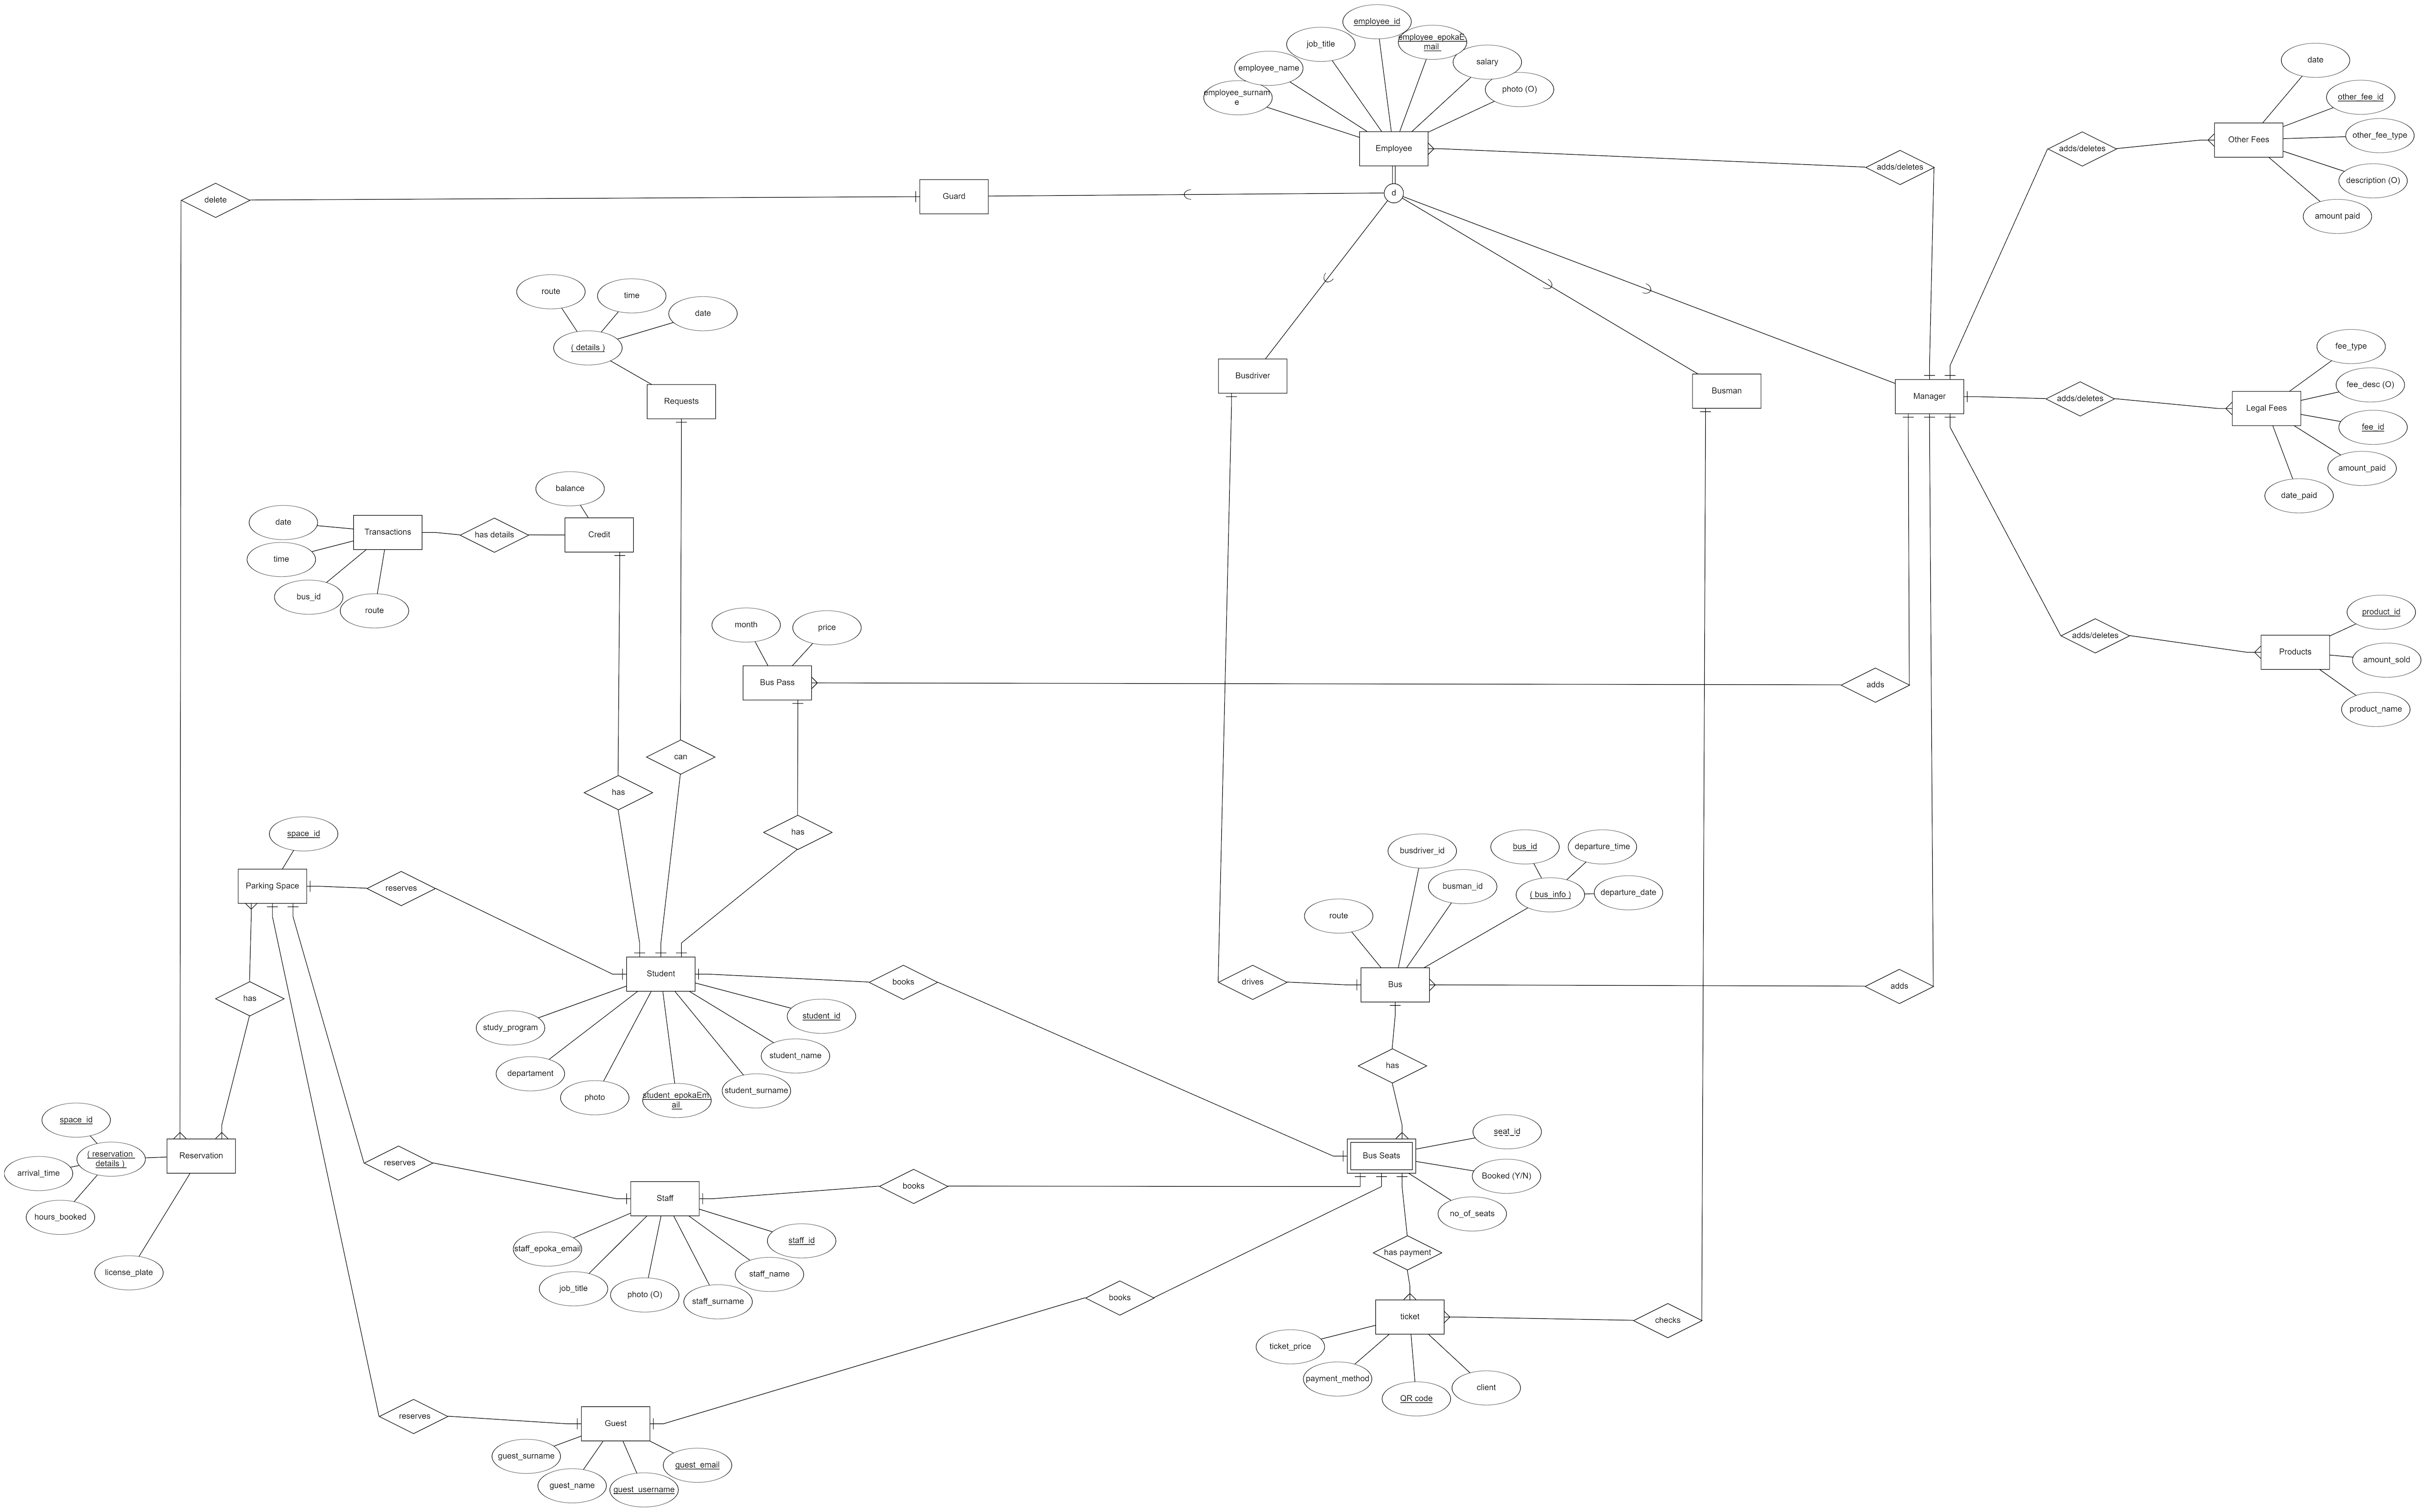 employee_id
employee_epokaE
mail
job_title
salary
employee_name
photo (O)
employee_surnam
e
Employee
adds/deletes
date
other_fee_id
other_fee_type
description (O)
amount paid
Other Fees
adds/deletes
delete
Guard
d
route
time
date
( details )
Requests
Busdriver
Busman
Manager
adds/deletes
fee_type
fee_desc (O)
fee_id
amount_paid
date_paid
Legal Fees
balance
date
time
bus_id
route
Transactions
has details
Credit
month
price
Bus Pass
adds
adds/deletes
product_id
amount_sold
product_name
Products
can
has
has
space_id
Parking Space
reserves
has
busdriver_id
busman_id
route
bus_id
departure_time
( bus_info )
departure_date
Student
books
drives
Bus
adds
study_program
departament
photo
student_epokaEm
ail
student_surname
student_name
student_id
has
space_id
( reservation
details )
arrival_time
hours_booked
license_plate
Reservation
reserves
Staff
books
Bus Seats
seat_id
Booked (Y/N)
no_of_seats
staff_epoka_email
job_title
photo (O)
staff_surname
staff_name
staff_id
has payment
books
ticket
checks
ticket_price
payment_method
QR code
client
reserves
Guest
guest_surname
guest_name
guest_username
guest_email